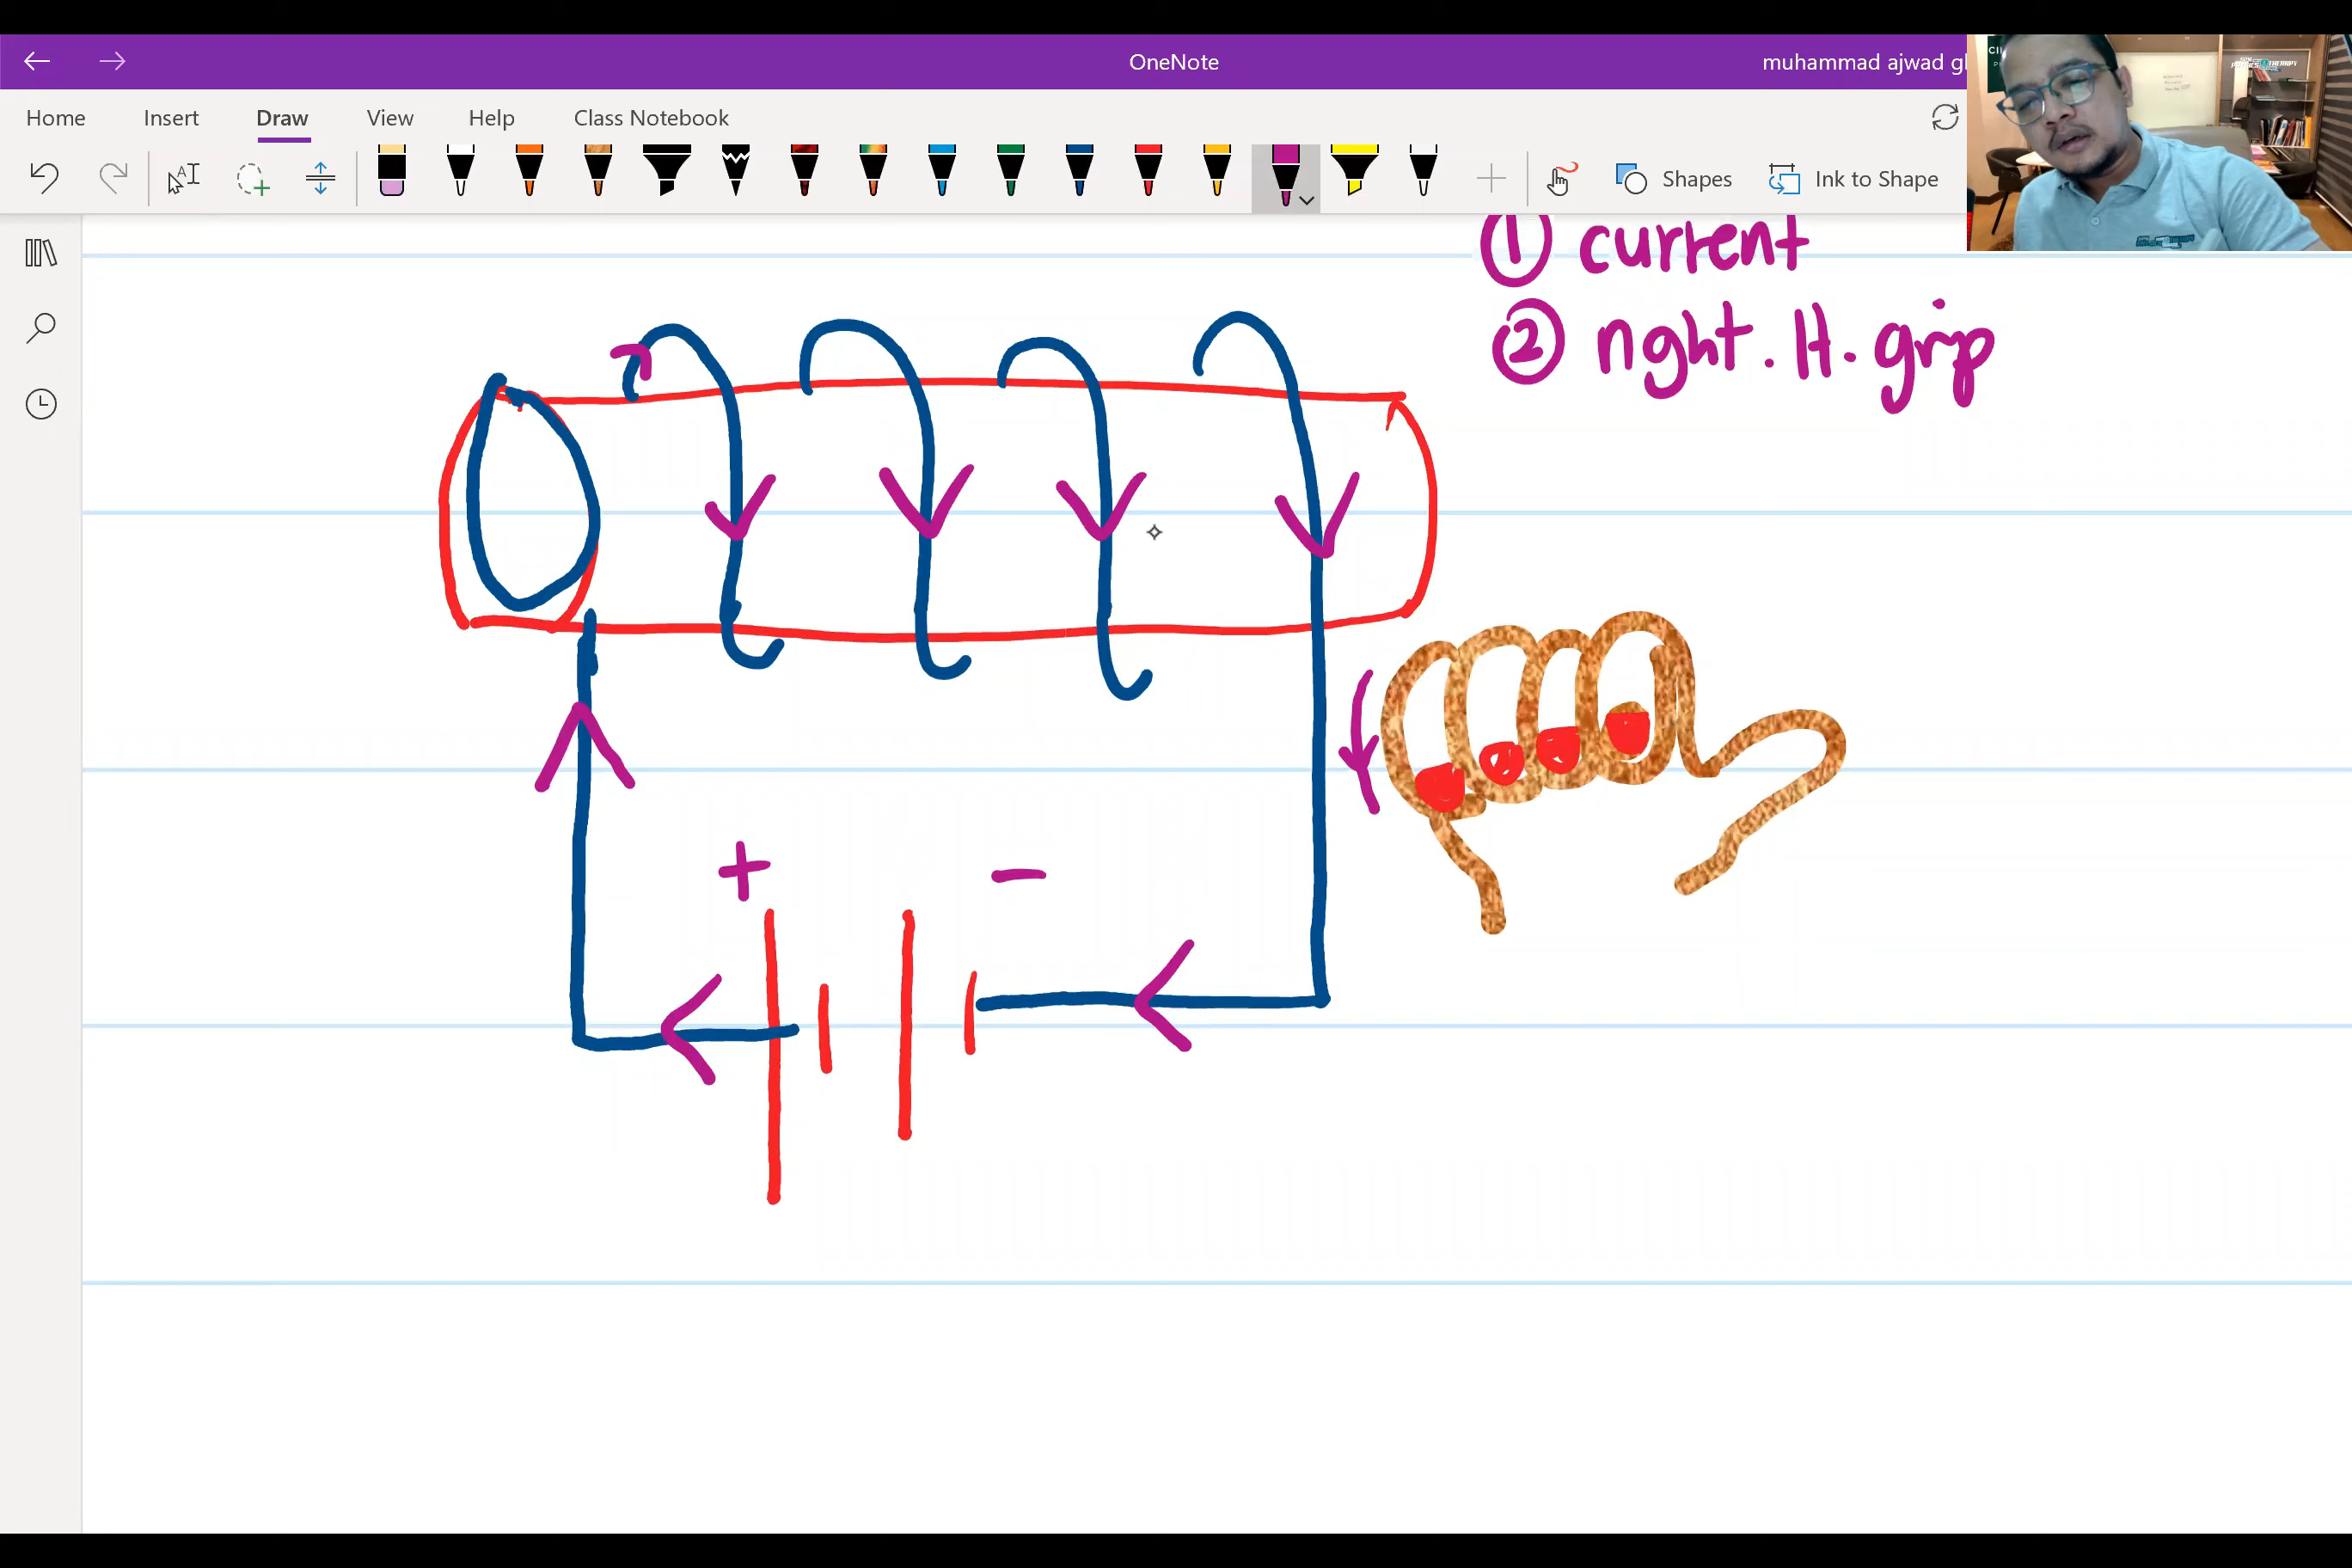 OneNote
muhammad ajwad g
Home Insert Draw View Help Class Notebook
Shapes Ink to Shape
① current
② right. H. grip
+ −